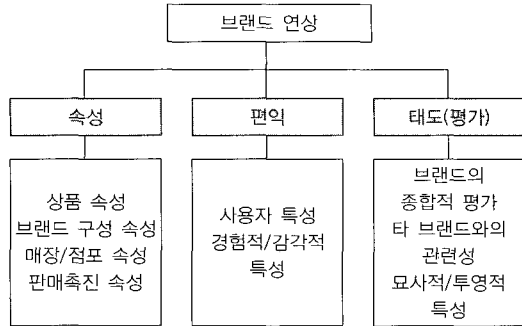 브랜드 연상
속성
편익
태도(평가)
상품 속성
브랜드 구성 속성
매장/점포 속성
판매촉진 속성
사용자 특성
경험적/감각적
특성
브랜드의
종합적 평가
타 브랜드와의
관련성
묘사적/투영적
특성